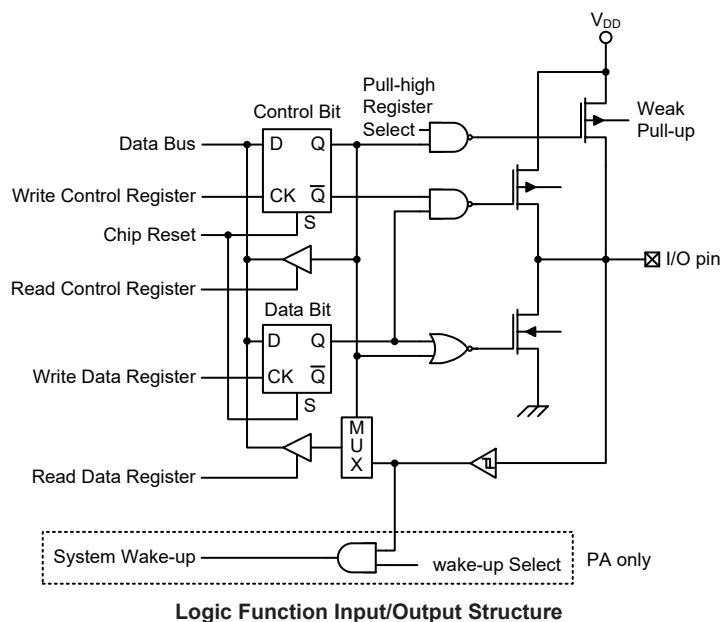 V_DD
Pull-high
Register
Select
Weak
Pull-up
Control Bit
Data Bus
D Q
Write Control Register
CK Q̅
S
Chip Reset
I/O pin
Read Control Register
Data Bit
D Q
Write Data Register
CK Q̅
S
M
U
X
Read Data Register
System Wake-up
wake-up Select
PA only
Logic Function Input/Output Structure